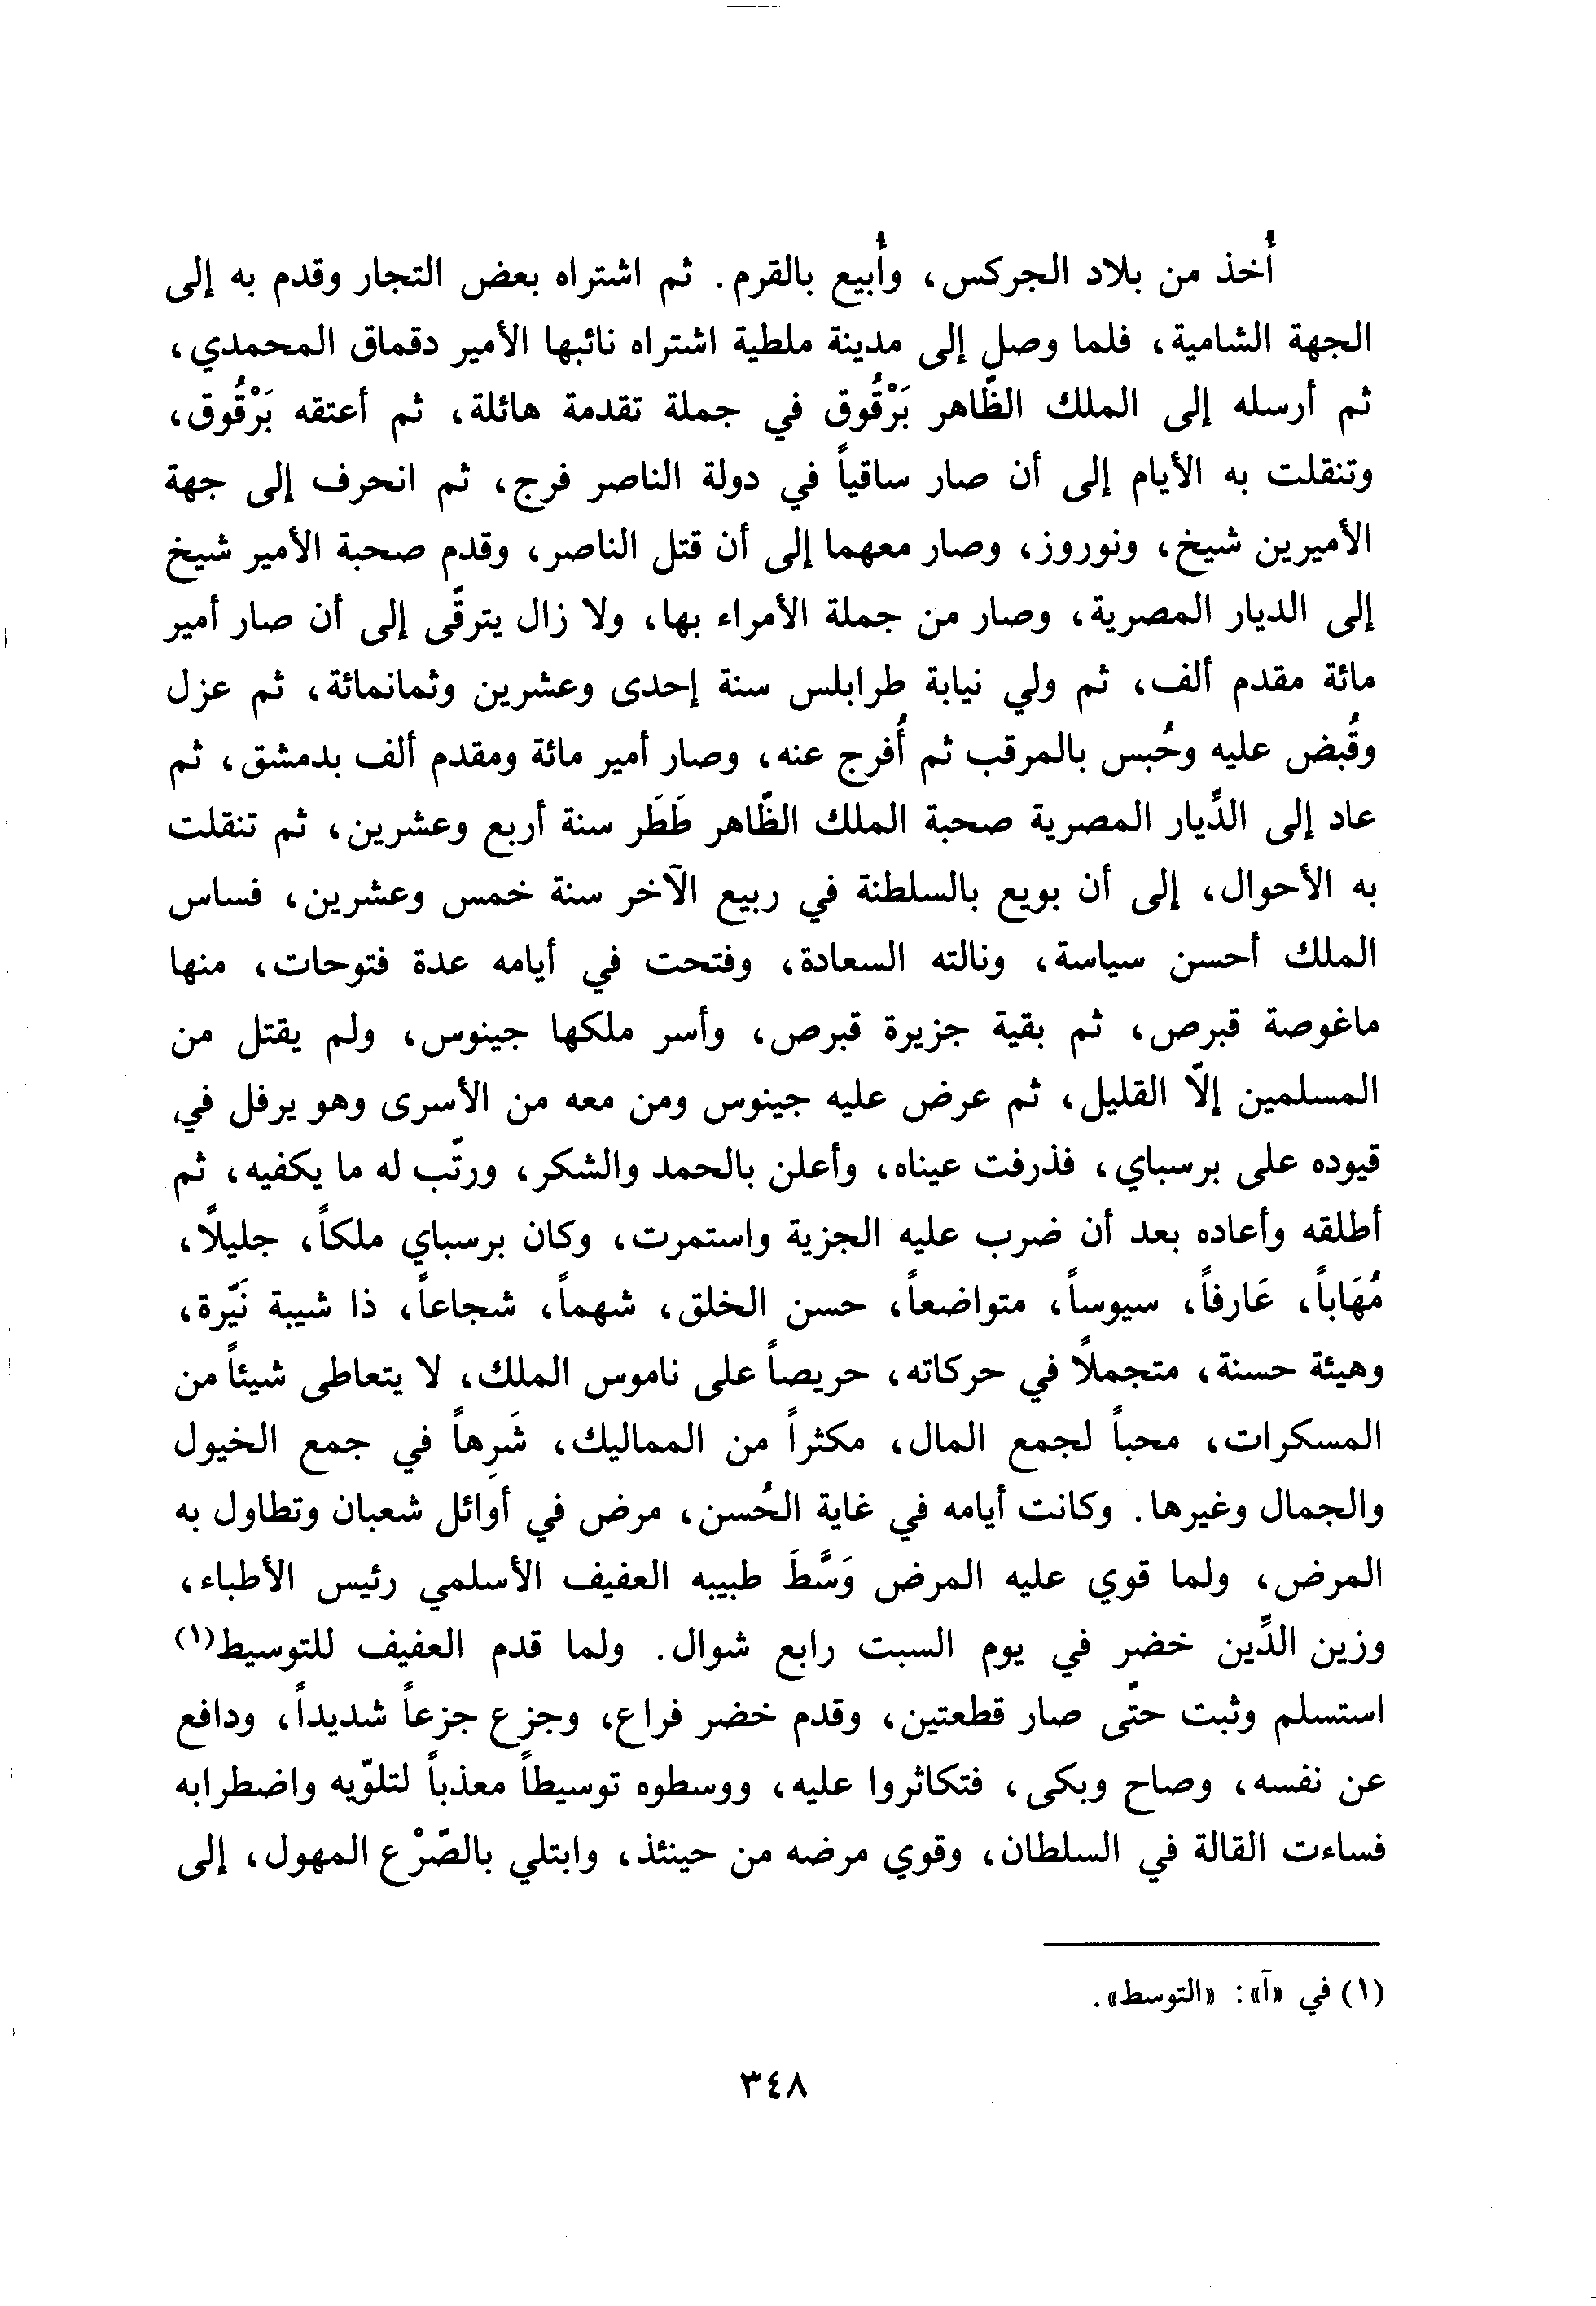 أُخذ من بلاد الجركس، وأُبيع بالقرم. ثم اشتراه بعض التجار وقدم به إلى
الجهة الشامية، فلما وصل إلى مدينة ملطية اشتراه نائبها الأمير دقماق المحمدي،
ثم أرسله إلى الملك الظَّاهر بَرْقُوق في جملة تقدمة هائلة، ثم أعتقه بَرْقُوق،
وتنقلت به الأيام إلى أن صار ساقياً في دولة الناصر فرج، ثم انحرف إلى جهة
الأميرين شيخ، ونوروز، وصار معهما إلى أن قتل الناصر، وقدم صحبة الأمير شيخ
إلى الديار المصرية، وصار من جملة الأمراء بها، ولا زال يترقّى إلى أن صار أمير
مائة مقدم ألف، ثم ولي نيابة طرابلس سنة إحدى وعشرين وثمانمائة، ثم عزل
وقُبض عليه وحُبس بالمرقب ثم أُفرج عنه، وصار أمير مائة ومقدم ألف بدمشق، ثم
عاد إلى الدِّيار المصرية صحبة الملك الظَّاهر طَطَر سنة أربع وعشرين، ثم تنقلت
به الأحوال، إلى أن بويع بالسلطنة في ربيع الآخر سنة خمس وعشرين، فساس
الملك أحسن سياسة، ونالته السعادة، وفتحت في أيامه عدة فتوحات، منها
ماغوصة قبرص، ثم بقية جزيرة قبرص، وأسر ملكها جينوس، ولم يقتل من
المسلمين إلّا القليل، ثم عرض عليه جينوس ومن معه من الأسرى وهو يرفل في
قيوده على برسباي، فذرفت عيناه، وأعلن بالحمد والشكر، ورتّب له ما يكفيه، ثم
أطلقه وأعاده بعد أن ضرب عليه الجزية واستمرت، وكان برسباي ملكاً، جليلًا،
مُهَاباً، عَارفاً، سيوساً، متواضعاً، حسن الخلق، شهماً، شجاعاً، ذا شيبة نَيّرة،
وهيئة حسنة، متجملًا في حركاته، حريصاً على ناموس الملك، لا يتعاطى شيئاً من
المسكرات، محباً لجمع المال، مكثراً من المماليك، شَرِهاً في جمع الخيول
والجمال وغيرها. وكانت أيامه في غاية الحُسن، مرض في أوائل شعبان وتطاول به
المرض، ولما قوي عليه المرض وَسَّطَ طبيبه العفيف الأسلمي رئيس الأطباء،
وزين الدِّين خضر في يوم السبت رابع شوال. ولما قدم العفيف للتوسيط(١)
استسلم وثبت حتّى صار قطعتين، وقدم خضر فراع، وجزع جزعاً شديداً، ودافع
عن نفسه، وصاح وبكى، فتكاثروا عليه، ووسطوه توسيطاً معذباً لتلوّيه واضطرابه
فساءت القالة في السلطان، وقوي مرضه من حينئذ، وابتلي بالصّرْع المهول، إلى
(١) في «آ»: «التوسط».
٣٤٨